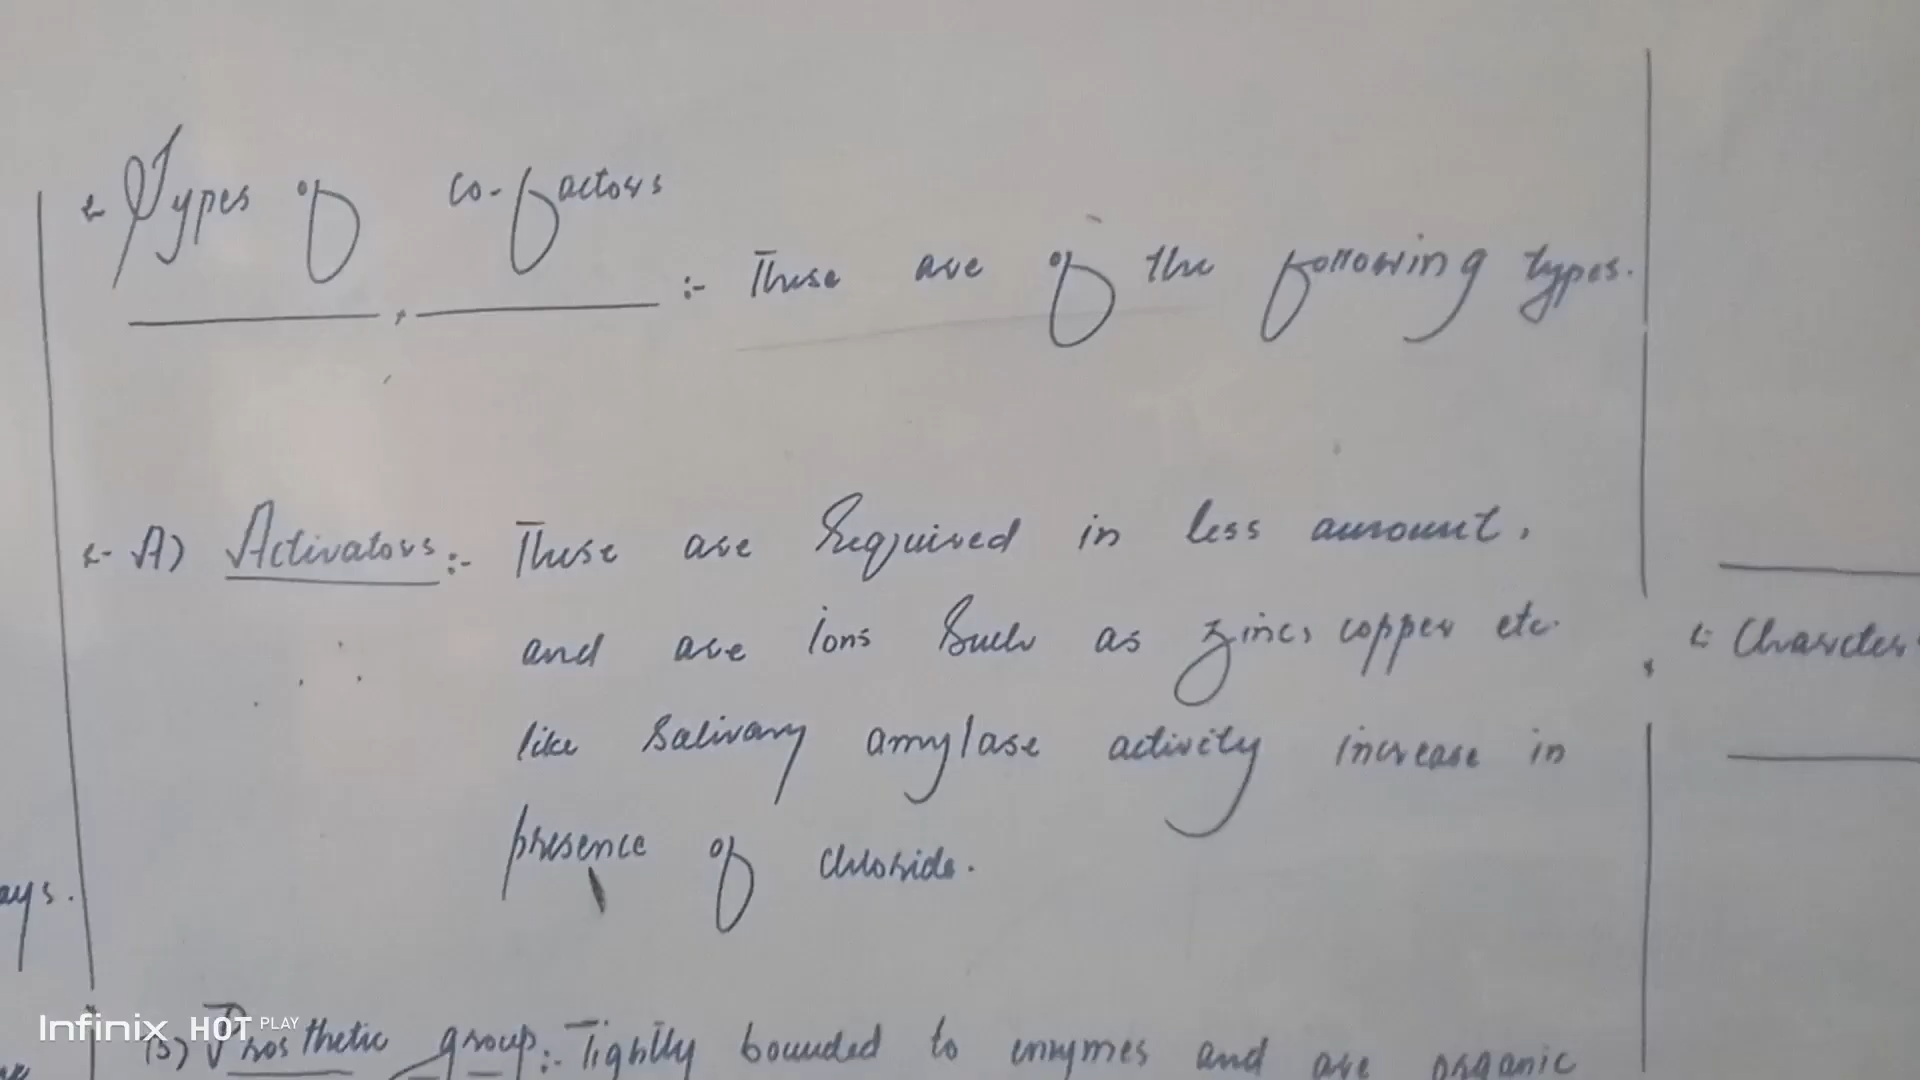 Types of co-factors
:- These are of the following types.
A) Activators:- These are Required in less amount,
and are ions Such as zinc, copper etc.
like Salivary amylase activity increase in
presence of chloride.
Character
ays.
B) Prosthetic group:- Tightly bounded to enzymes and are organic
Infinix HOT PLAY